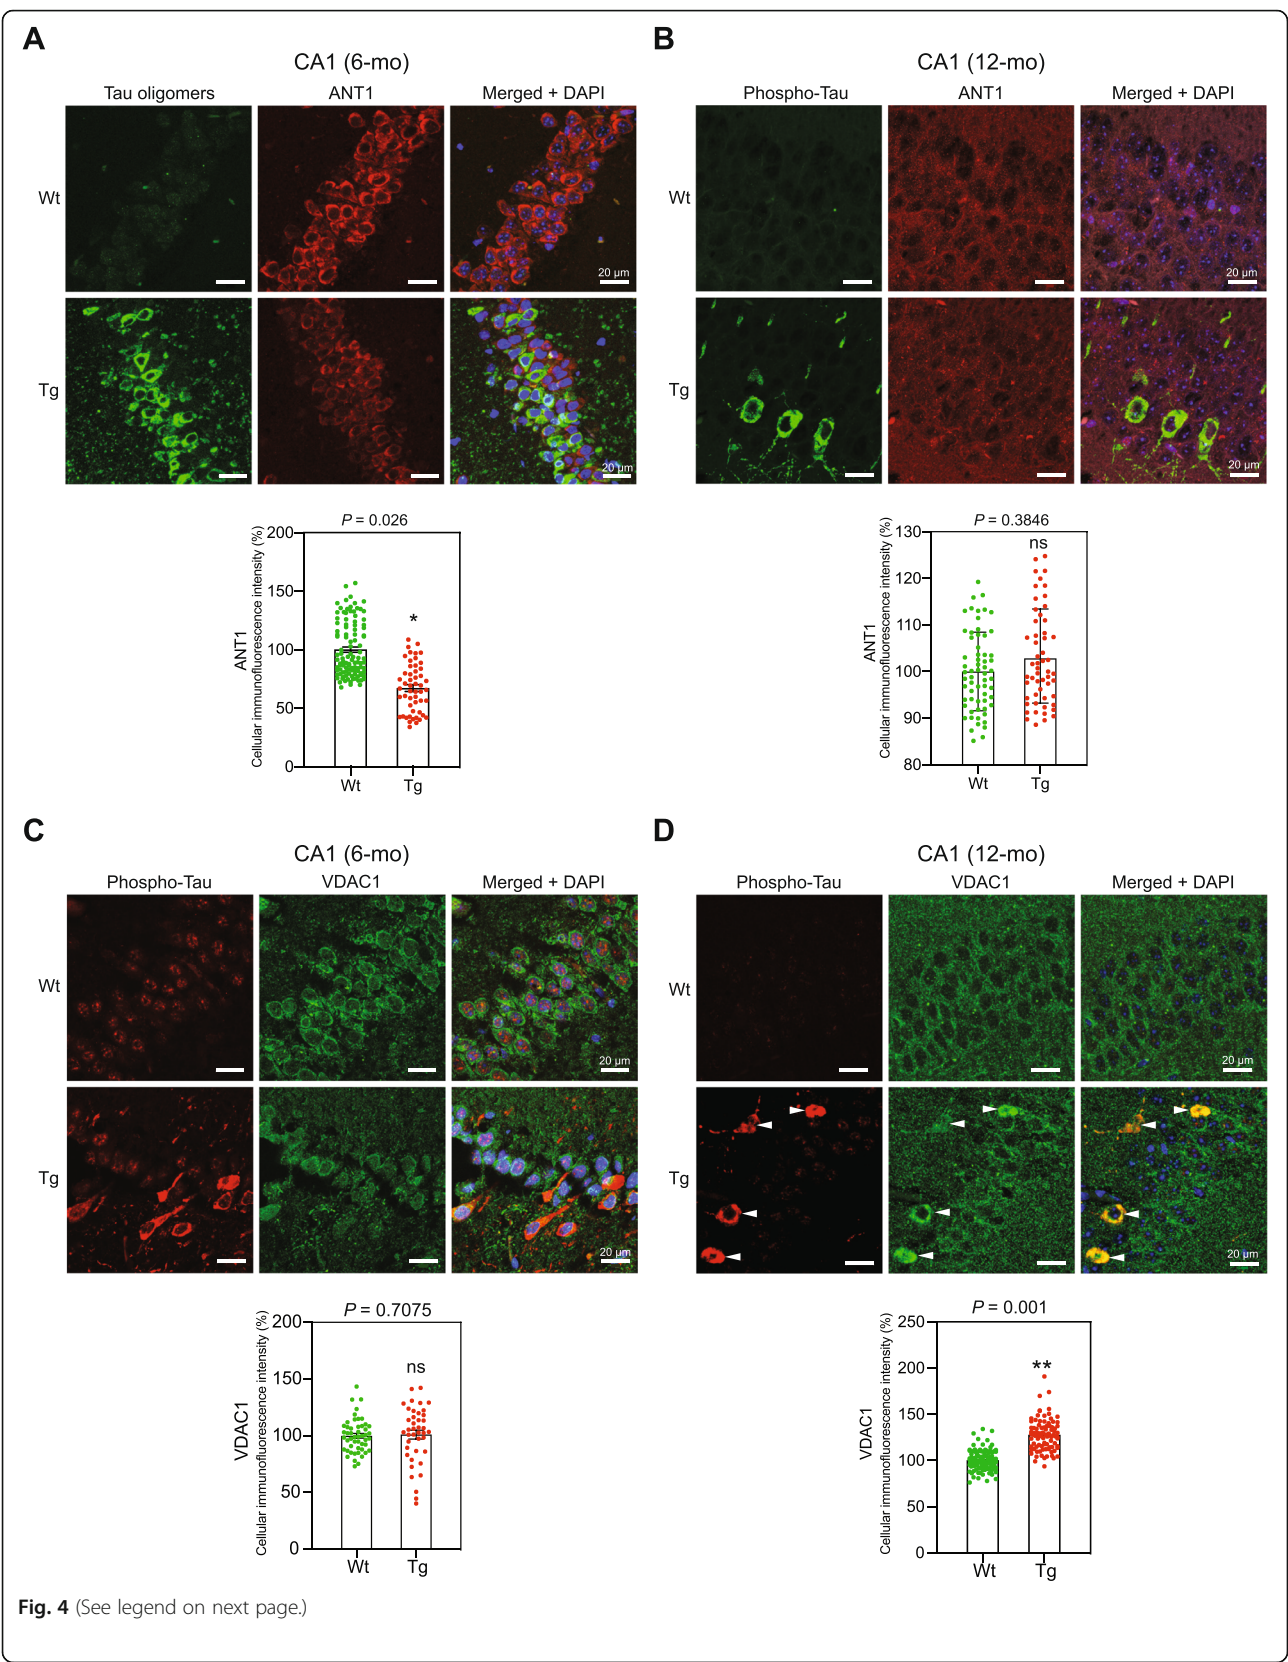 A
CA1 (6-mo)
Tau oligomers ANT1 Merged + DAPI
Wt
20 µm
Tg
20 µm
P = 0.026
ANT1
Cellular immunofluorescence intensity (%)
200
150
100
50
0
*
Wt Tg
B
CA1 (12-mo)
Phospho-Tau ANT1 Merged + DAPI
Wt
20 µm
Tg
20 µm
P = 0.3846
ANT1
Cellular immunofluorescence intensity (%)
130
120
110
100
90
80
ns
Wt Tg
C
CA1 (6-mo)
Phospho-Tau VDAC1 Merged + DAPI
Wt
20 µm
Tg
20 µm
P = 0.7075
VDAC1
Cellular immunofluorescence intensity (%)
200
150
100
50
0
ns
Wt Tg
D
CA1 (12-mo)
Phospho-Tau VDAC1 Merged + DAPI
Wt
20 µm
Tg
20 µm
P = 0.001
VDAC1
Cellular immunofluorescence intensity (%)
250
200
150
100
50
0
**
Wt Tg
Fig. 4 (See legend on next page.)